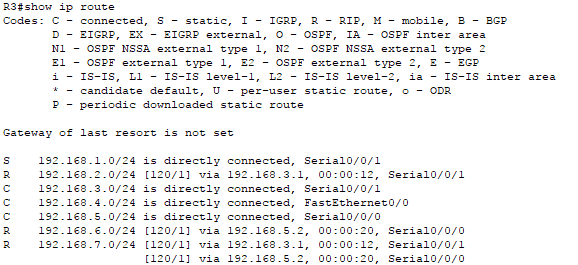 R3#show ip route
Codes: C - connected, S - static, I - IGRP, R - RIP, M - mobile, B - BGP
D - EIGRP, EX - EIGRP external, O - OSPF, IA - OSPF inter area
N1 - OSPF NSSA external type 1, N2 - OSPF NSSA external type 2
E1 - OSPF external type 1, E2 - OSPF external type 2, E - EGP
i - IS-IS, L1 - IS-IS level-1, L2 - IS-IS level-2, ia - IS-IS inter area
* - candidate default, U - per-user static route, o - ODR
P - periodic downloaded static route
Gateway of last resort is not set
S 192.168.1.0/24 is directly connected, Serial0/0/1
R 192.168.2.0/24 [120/1] via 192.168.3.1, 00:00:12, Serial0/0/1
C 192.168.3.0/24 is directly connected, Serial0/0/1
C 192.168.4.0/24 is directly connected, FastEthernet0/0
C 192.168.5.0/24 is directly connected, Serial0/0/0
R 192.168.6.0/24 [120/1] via 192.168.5.2, 00:00:20, Serial0/0/0
R 192.168.7.0/24 [120/1] via 192.168.3.1, 00:00:12, Serial0/0/1
[120/1] via 192.168.5.2, 00:00:20, Serial0/0/0